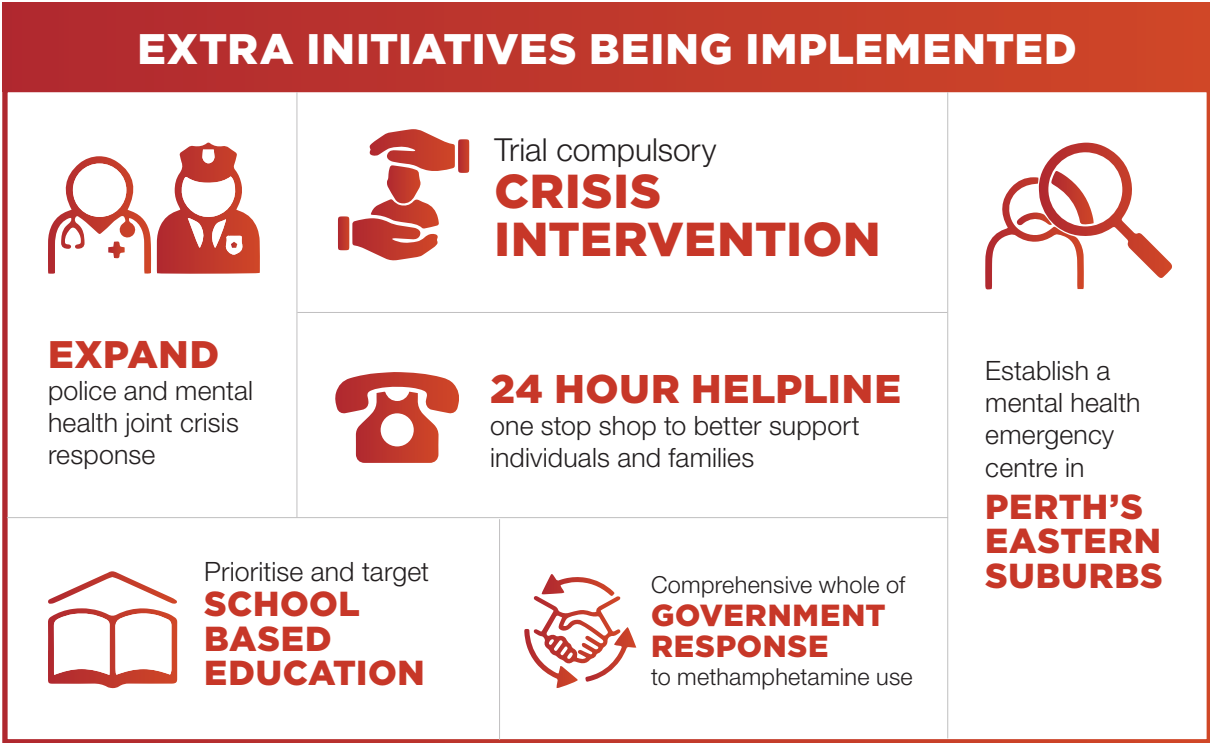 EXTRA INITIATIVES BEING IMPLEMENTED
EXPAND
police and mental
health joint crisis
response
Trial compulsory
CRISIS
INTERVENTION
24 HOUR HELPLINE
one stop shop to better support
individuals and families
Establish a
mental health
emergency
centre in
PERTH'S
EASTERN
SUBURBS
Prioritise and target
SCHOOL
BASED
EDUCATION
Comprehensive whole of
GOVERNMENT
RESPONSE
to methamphetamine use